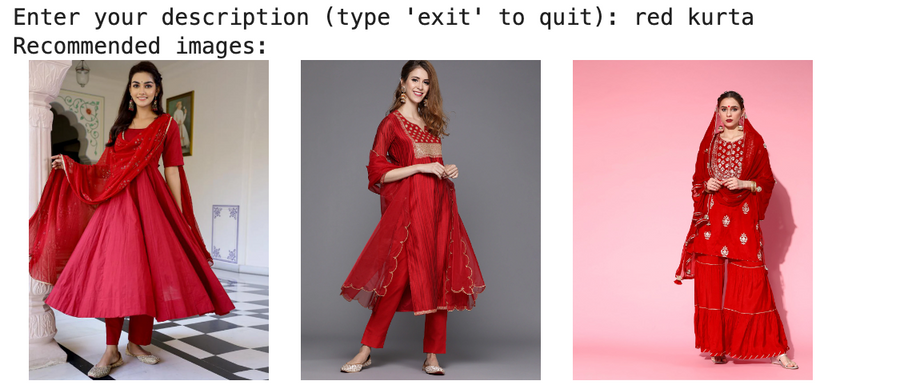 Enter your description (type 'exit' to quit): red kurta
Recommended images: